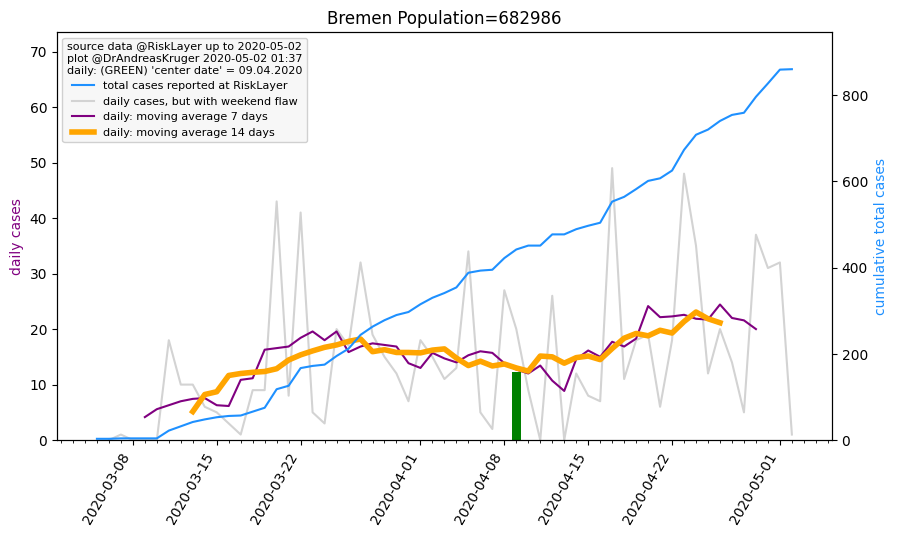 Bremen Population=682986
source data @RiskLayer up to 2020-05-02
plot @DrAndreasKruger 2020-05-02 01:37
daily: (GREEN) 'center date' = 09.04.2020
total cases reported at RiskLayer
daily cases, but with weekend flaw
daily: moving average 7 days
daily: moving average 14 days
daily cases
70
60
50
40
30
20
10
0
cumulative total cases
800
600
400
200
0
2020-03-08
2020-03-15
2020-03-22
2020-04-01
2020-04-08
2020-04-15
2020-04-22
2020-05-01